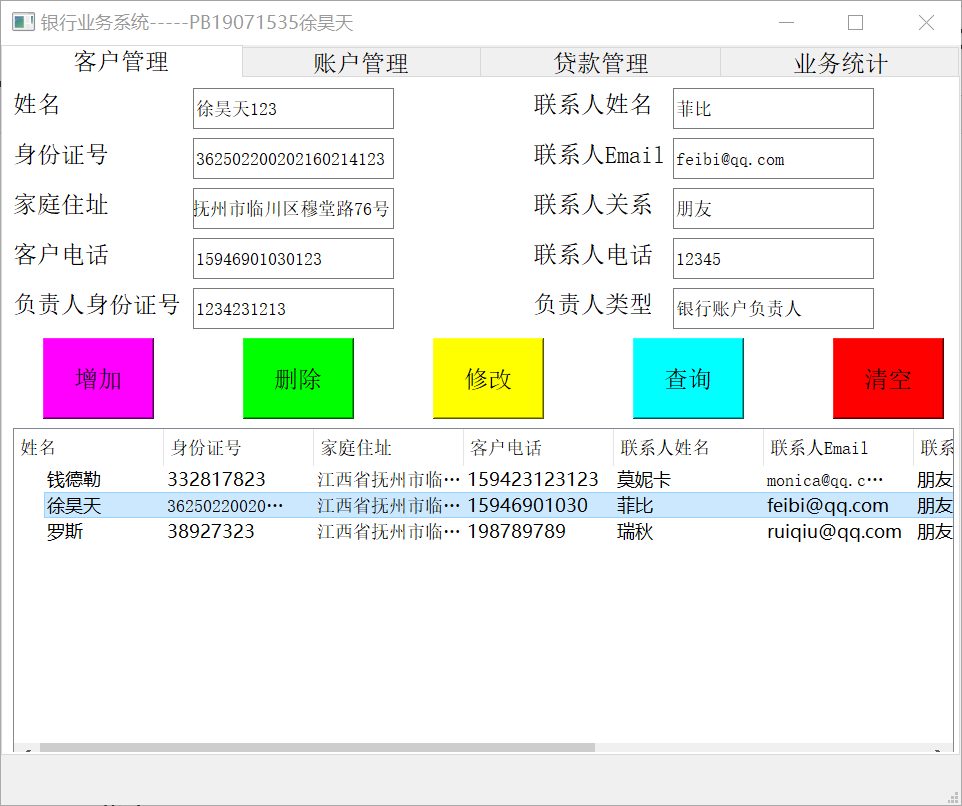 银行业务系统-----PB19071535徐昊天
客户管理 账户管理 贷款管理 业务统计
姓名 徐昊天123 联系人姓名 菲比
身份证号 362502200202160214123 联系人Email feibi@qq.com
家庭住址 抚州市临川区穆堂路76号 联系人关系 朋友
客户电话 15946901030123 联系人电话 12345
负责人身份证号 1234231213 负责人类型 银行账户负责人
增加 删除 修改 查询 清空
姓名 身份证号 家庭住址 客户电话 联系人姓名 联系人Email 联系
钱德勒 332817823 江西省抚州市临… 159423123123 莫妮卡 monica@qq.c… 朋友
徐昊天 36250220020… 江西省抚州市临… 15946901030 菲比 feibi@qq.com 朋友
罗斯 38927323 江西省抚州市临… 198789789 瑞秋 ruiqiu@qq.com 朋友